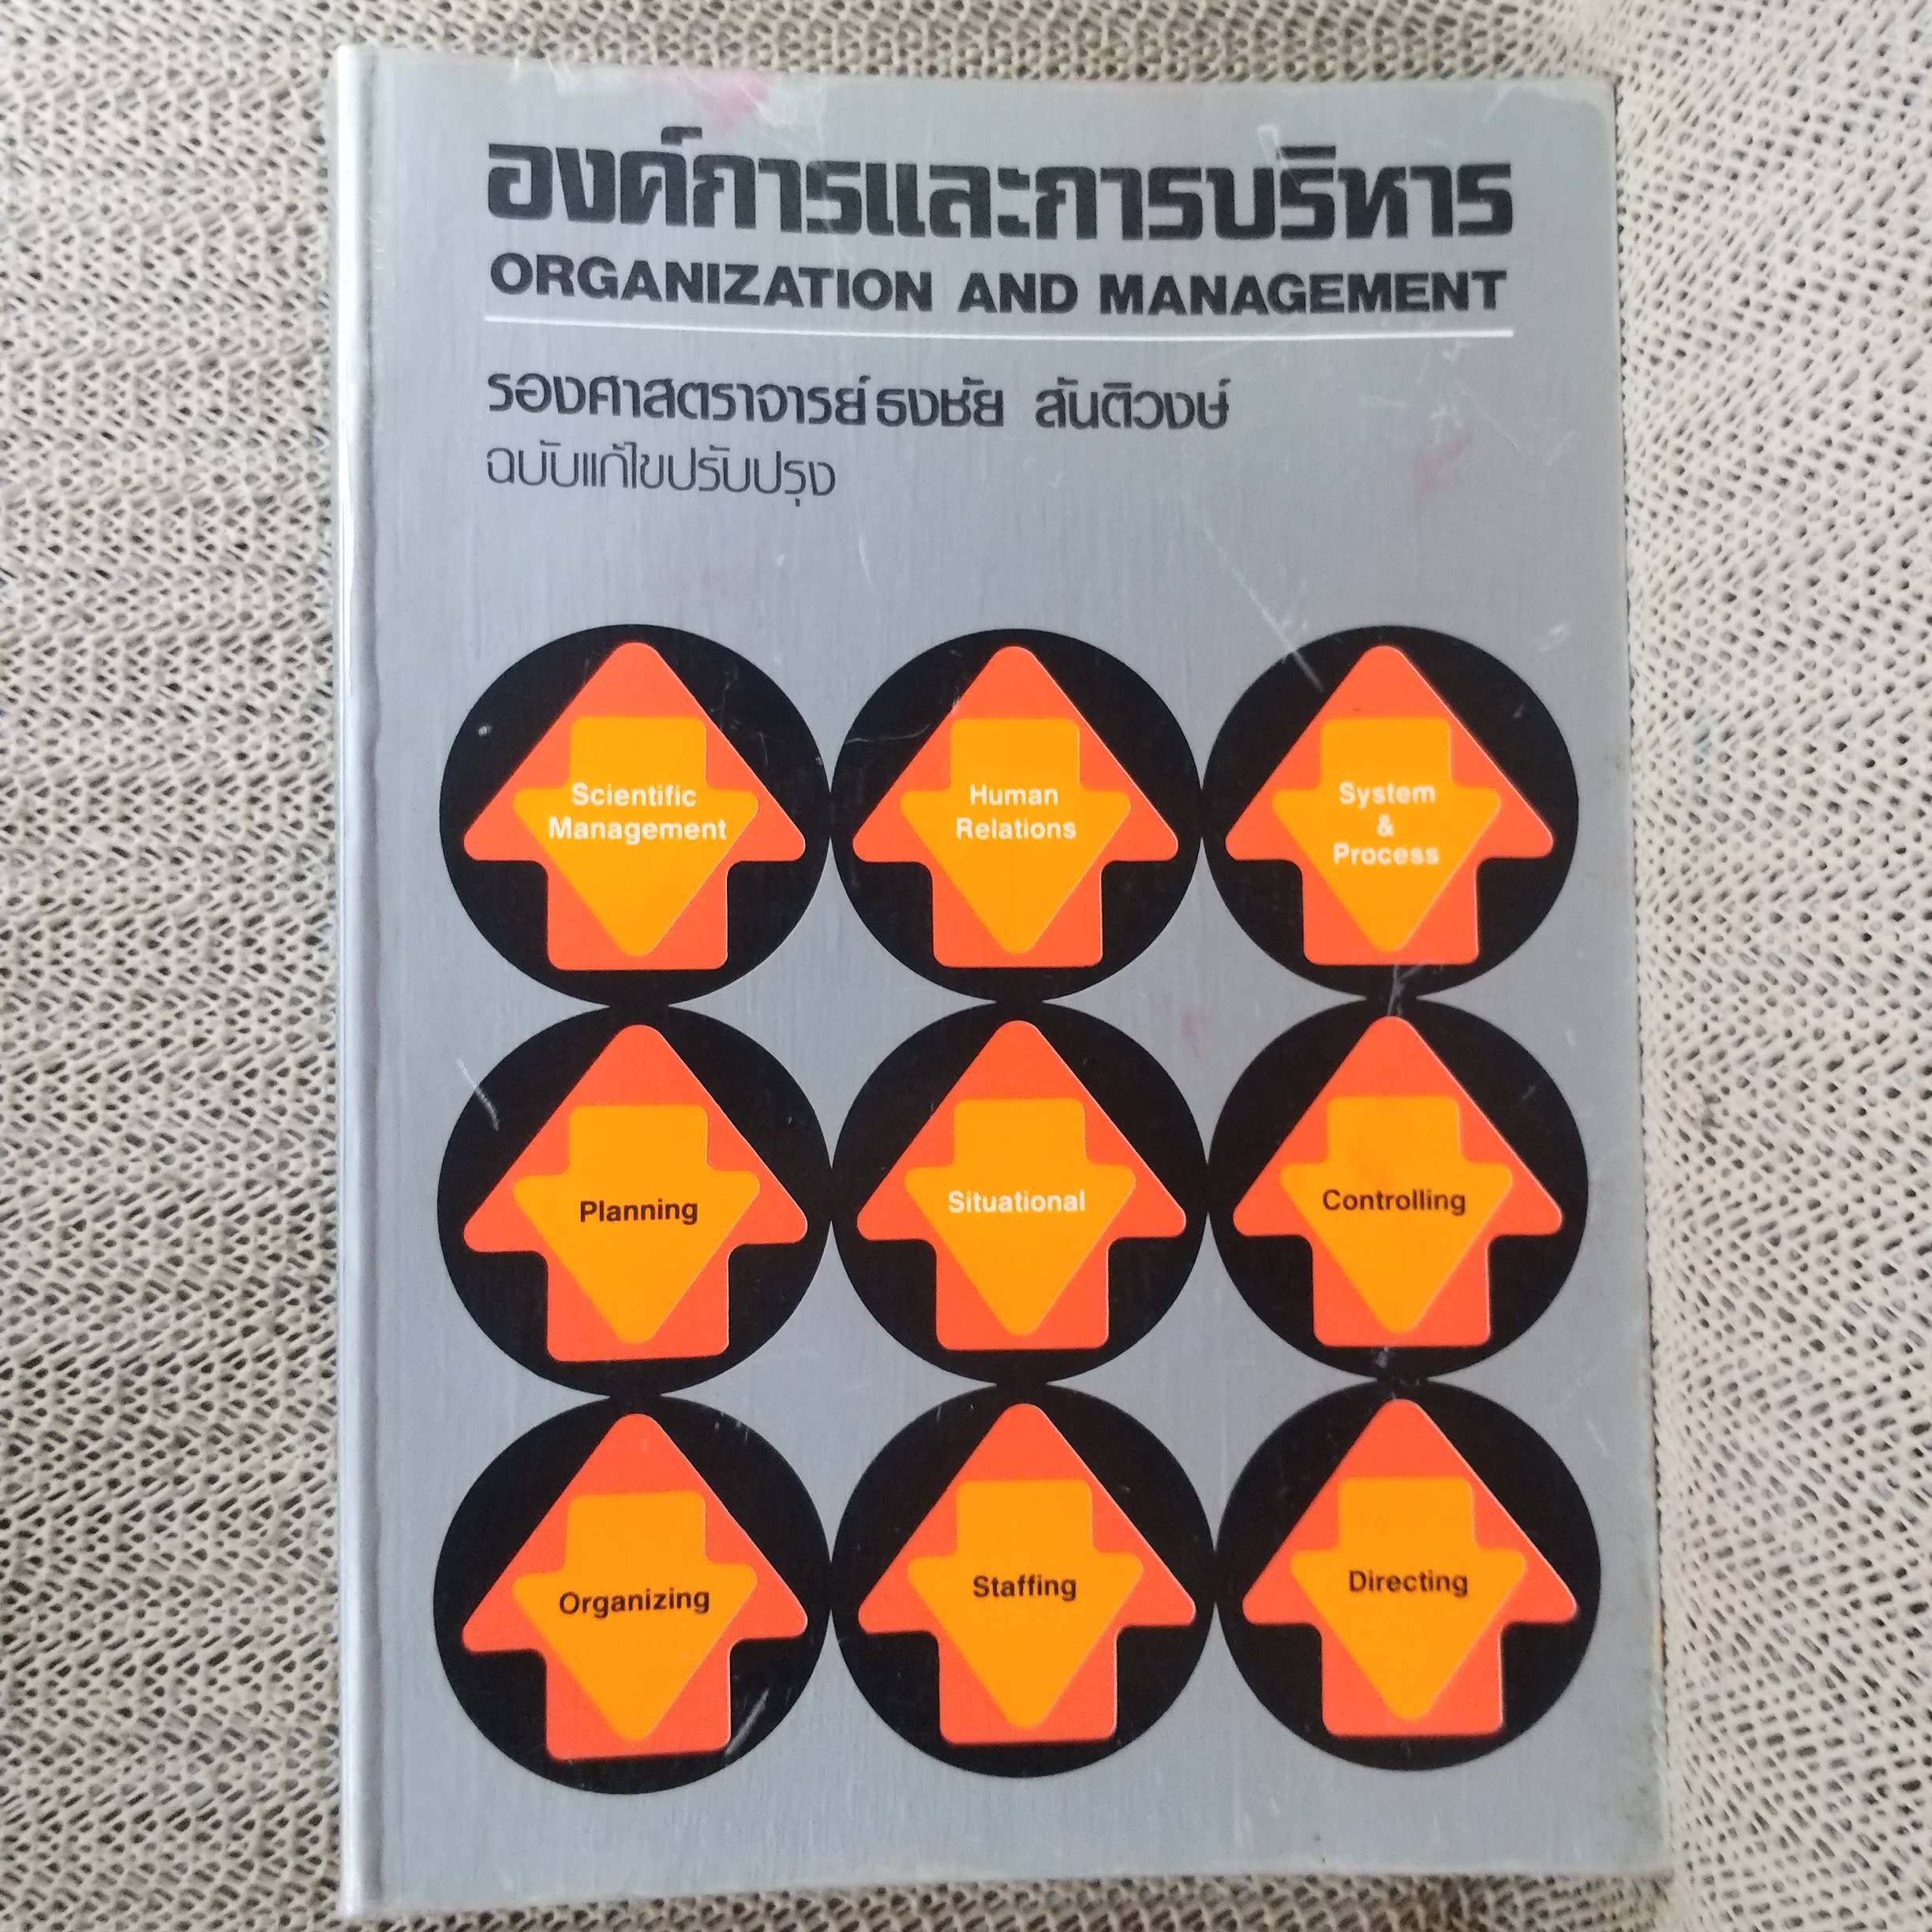 องค์การและการบริหาร
ORGANIZATION AND MANAGEMENT
รองศาสตราจารย์ ธงชัย สันติวงษ์
ฉบับแก้ไขปรับปรุง
Scientific
Management
Human
Relations
System
&
Process
Planning
Situational
Controlling
Organizing
Staffing
Directing